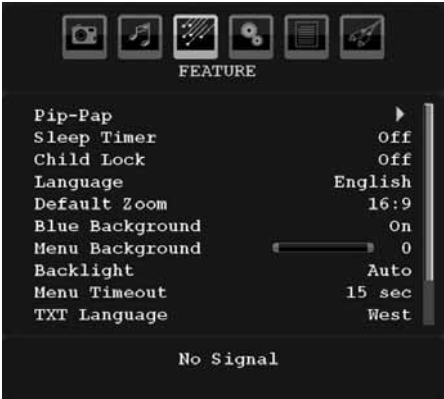 FEATURE
Pip-Pap
Sleep Timer Off
Child Lock Off
Language English
Default Zoom 16:9
Blue Background On
Menu Background 0
Backlight Auto
Menu Timeout 15 sec
TXT Language West
No Signal